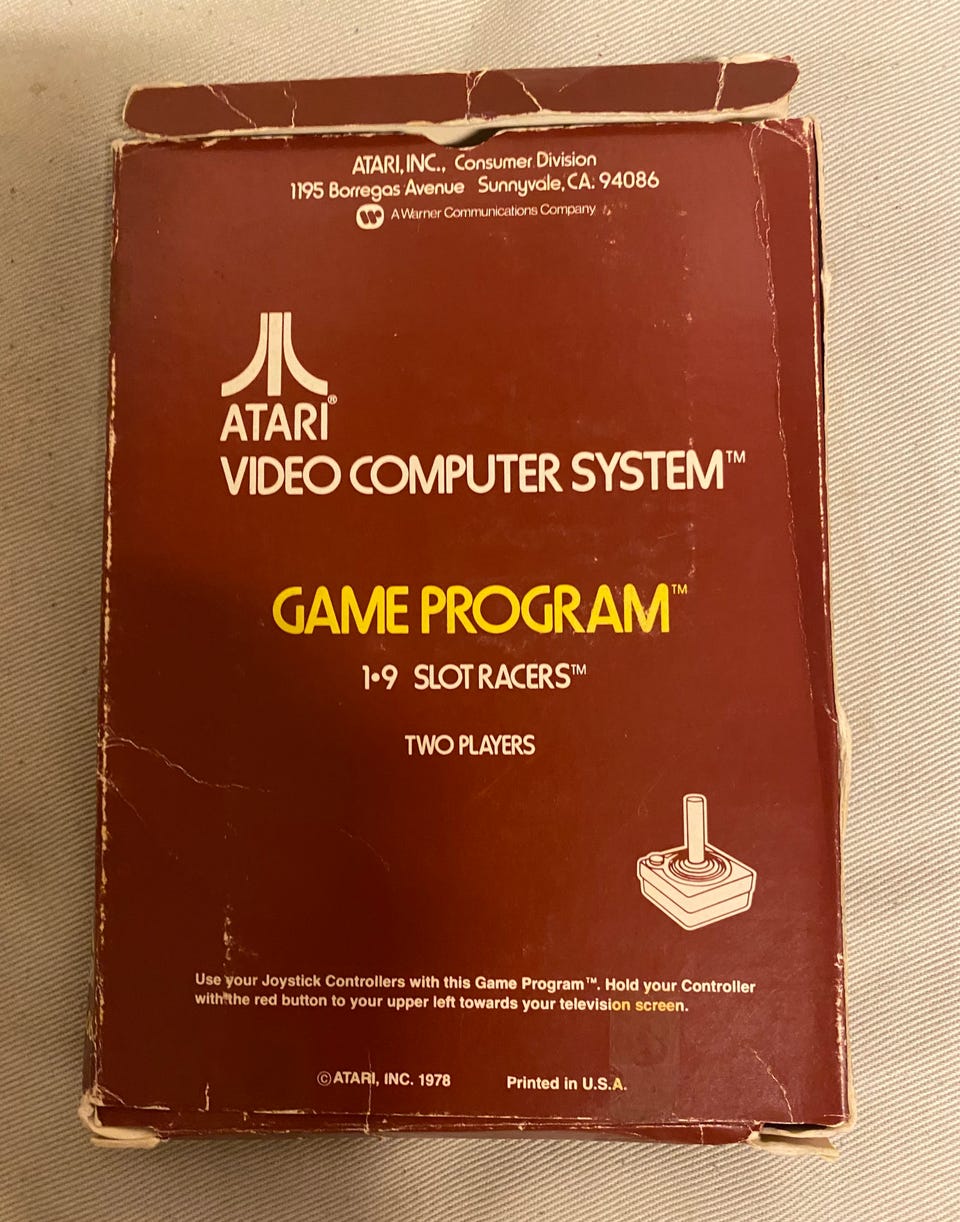 ATARI, INC., Consumer Division
1195 Borregas Avenue Sunnyvale, CA. 94086
A Warner Communications Company
ATARI®
VIDEO COMPUTER SYSTEM™
GAME PROGRAM™
1•9 SLOT RACERS™
TWO PLAYERS
Use your Joystick Controllers with this Game Program™. Hold your Controller
with the red button to your upper left towards your television screen.
©ATARI, INC. 1978 Printed in U.S.A.